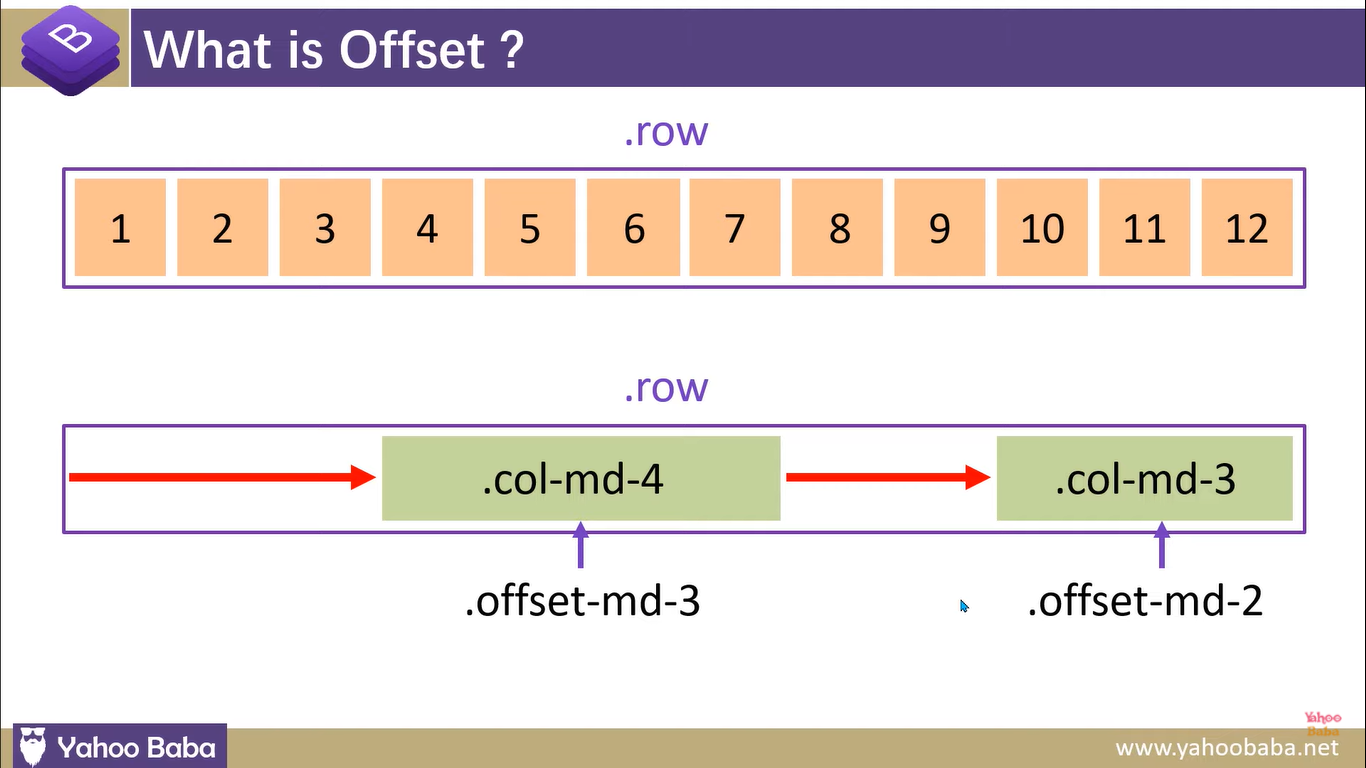 B
What is Offset ?
.row
1 2 3 4 5 6 7 8 9 10 11 12
.row
.col-md-4 .col-md-3
.offset-md-3 .offset-md-2
Yahoo
Baba
Yahoo Baba www.yahoobaba.net